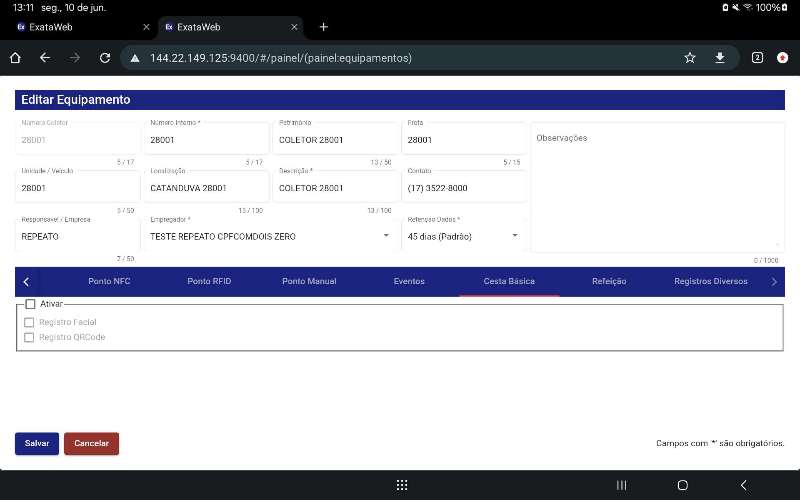 13:11 seg., 10 de jun. 100%
ExataWeb ExataWeb
144.22.149.125:9400/#/painel/(painel:equipamentos) 2
Editar Equipamento
Número Coletor
28001
5 / 17
Número Interno *
28001
5 / 17
Patrimônio
COLETOR 28001
13 / 50
Frota
28001
5 / 15
Observações
0 / 1000
Unidade / Veículo
28001
5 / 50
Localização
CATANDUVA 28001
15 / 100
Descrição *
COLETOR 28001
13 / 100
Contato
(17) 3522-8000
Responsável / Empresa
REPEATO
7 / 50
Empregador *
TESTE REPEATO CPFCOMDOIS ZERO
Retenção Dados *
45 dias (Padrão)
Ponto NFC Ponto RFID Ponto Manual Eventos Cesta Básica Refeição Registros Diversos
Ativar
Registro Facial
Registro QRCode
Salvar Cancelar Campos com '*' são obrigatórios.